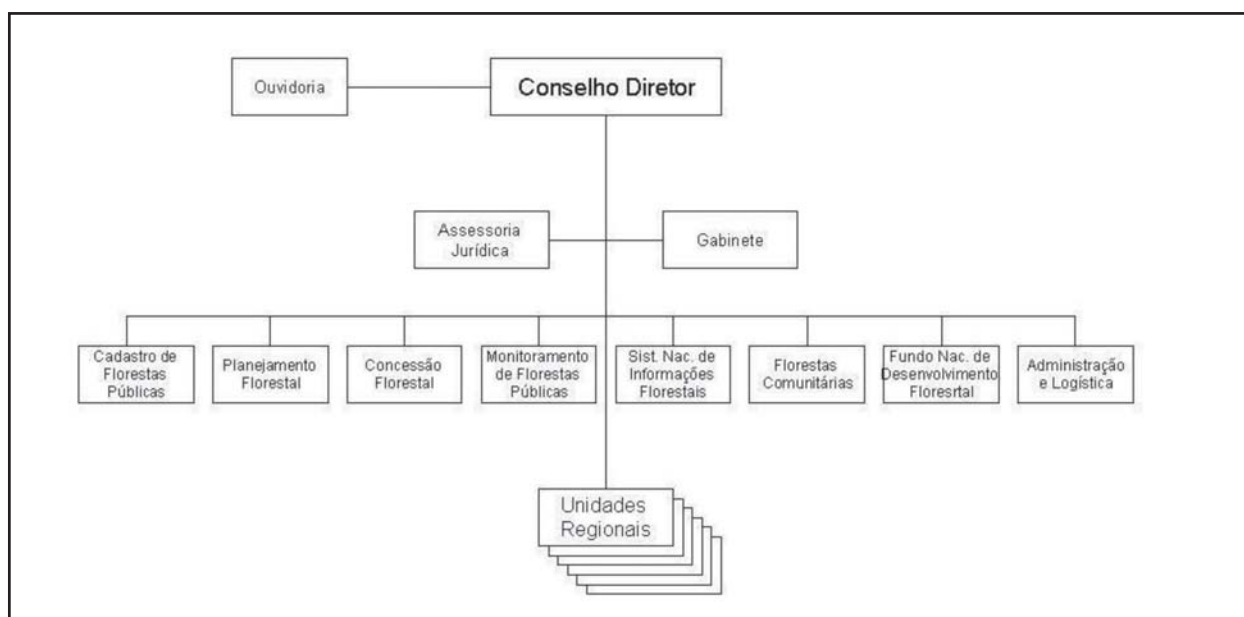 Ouvidoria
Conselho Diretor
Assessoria
Jurídica
Gabinete
Cadastro de
Florestas
Públicas
Planejamento
Florestal
Concessão
Florestal
Monitoramento
de Florestas
Públicas
Sist. Nac. de
Informações
Florestais
Florestas
Comunitárias
Fundo Nac. de
Desenvolvimento
Floresrtal
Administração
e Logística
Unidades
Regionais